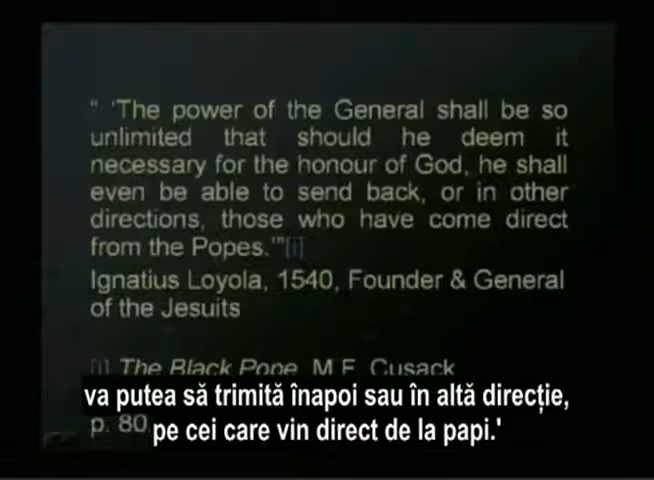 " 'The power of the General shall be so
unlimited that should he deem it
necessary for the honour of God, he shall
even be able to send back, or in other
directions, those who have come direct
from the Popes.'"[i]
Ignatius Loyola, 1540, Founder & General
of the Jesuits
[i] The Black Pope, M.F. Cusack
va putea să trimită înapoi sau în altă direcție,
p. 80
pe cei care vin direct de la papi.'